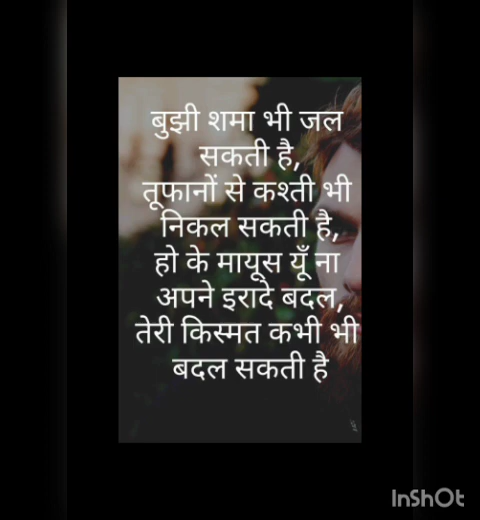 बुझी शमा भी जल
सकती है,
तूफानों से कश्ती भी
निकल सकती है,
हो के मायूस यूँ ना
अपने इरादे बदल,
तेरी किस्मत कभी भी
बदल सकती है
InShOt